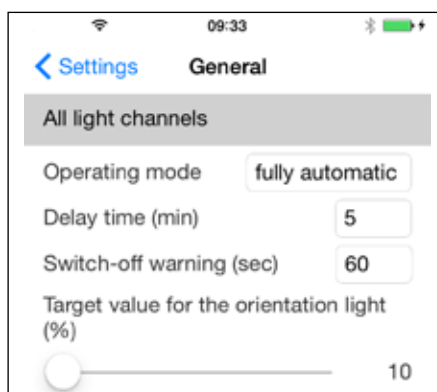 09:33
Settings General
All light channels
Operating mode fully automatic
Delay time (min) 5
Switch-off warning (sec) 60
Target value for the orientation light
(%)
10